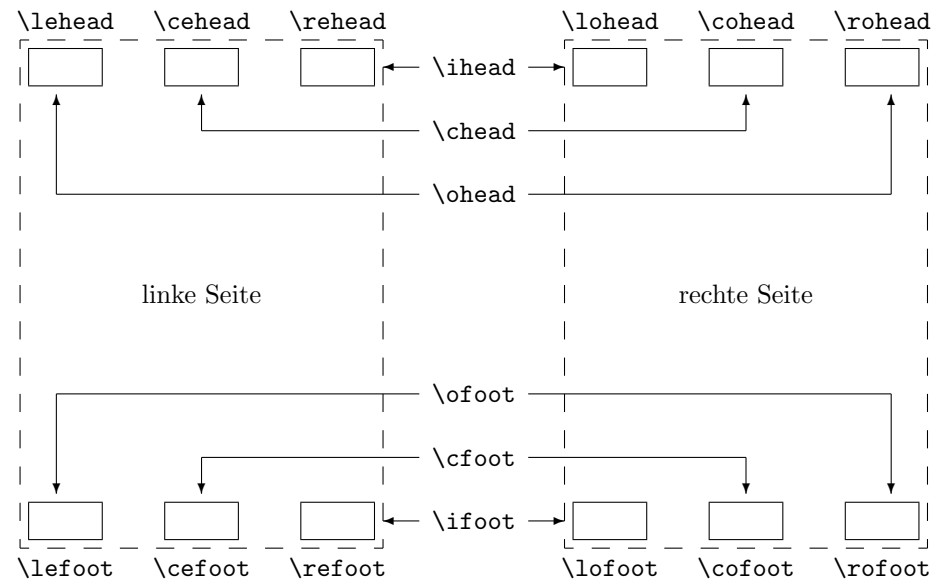 \lehead \cehead \rehead \lohead \cohead \rohead
\ihead
\chead
\ohead
linke Seite rechte Seite
\ofoot
\cfoot
\ifoot
\lefoot \cefoot \refoot \lofoot \cofoot \rofoot